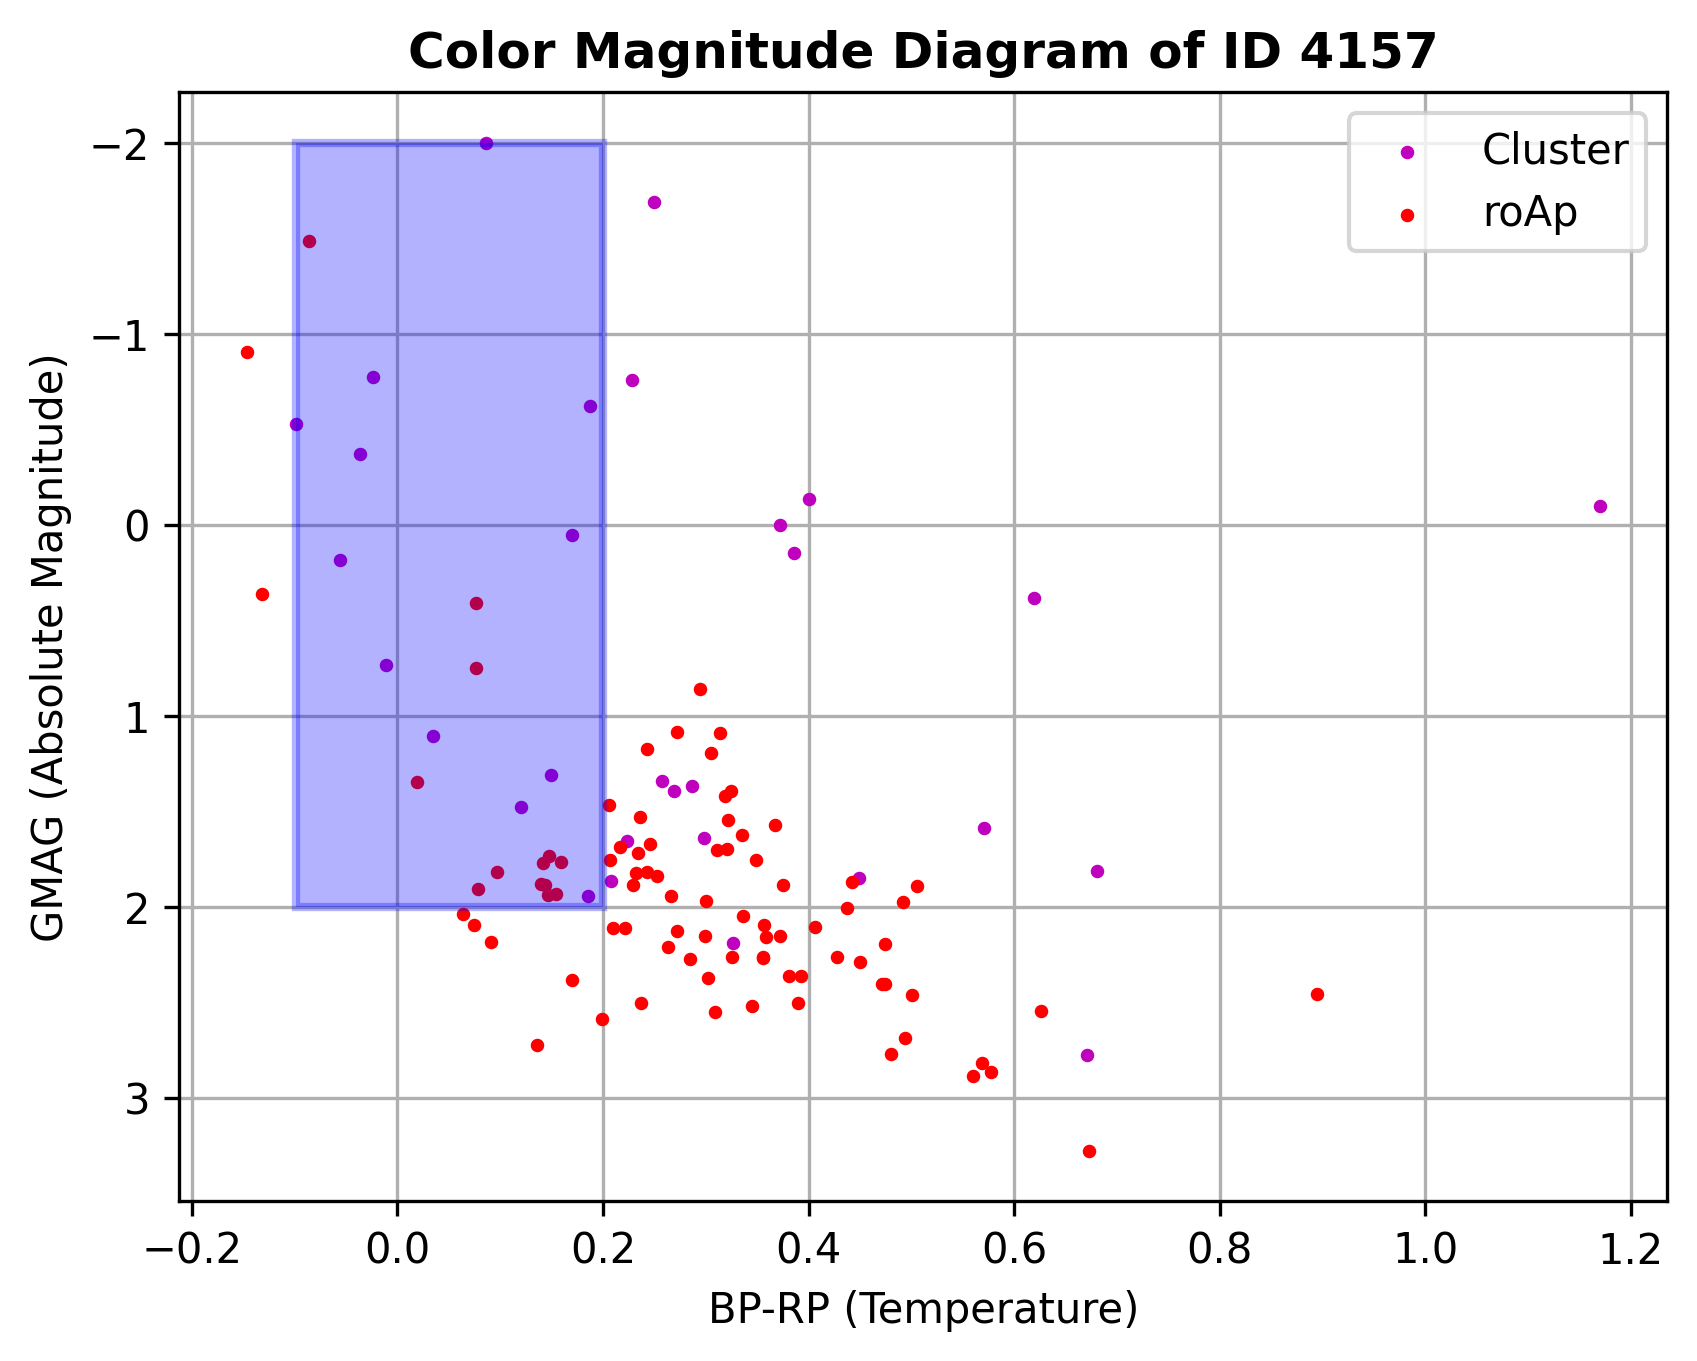 Color Magnitude Diagram of ID 4157
Cluster
roAp
GMAG (Absolute Magnitude)
−2
−1
0
1
2
3
−0.2 0.0 0.2 0.4 0.6 0.8 1.0 1.2
BP-RP (Temperature)